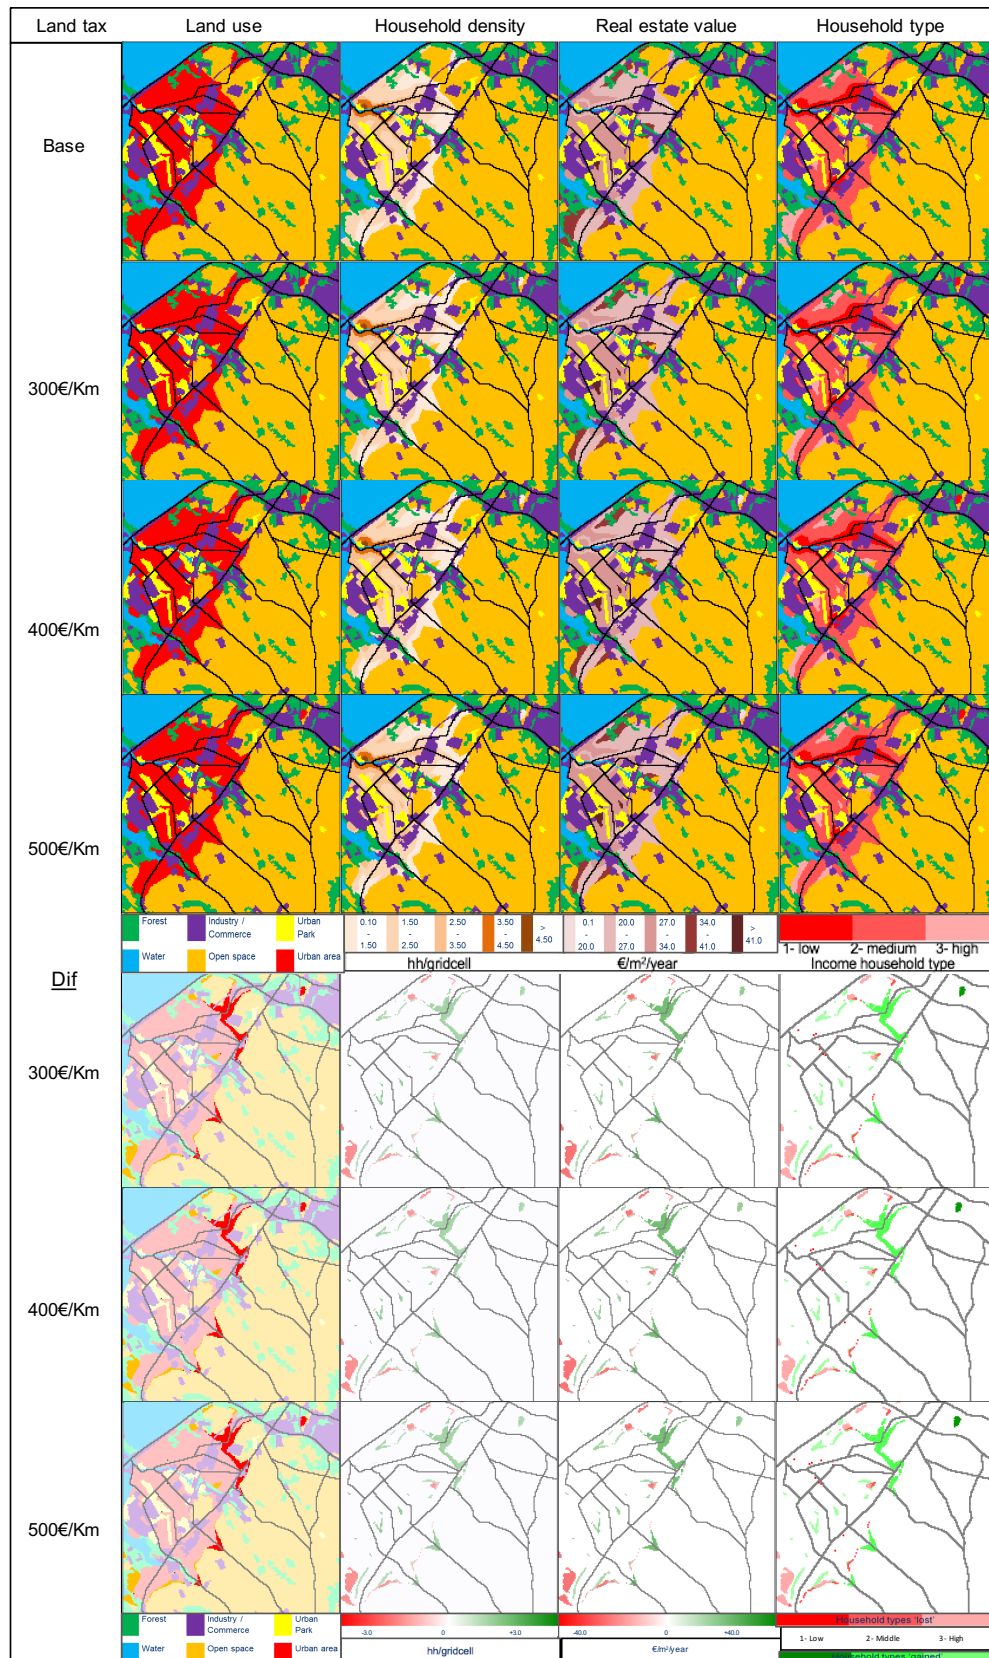 Land tax Land use Household density Real estate value Household type
Base
300€/Km
400€/Km
500€/Km
Forest Industry / Commerce Urban Park
Water Open space Urban area
0.10 - 1.50 1.50 - 2.50 2.50 - 3.50 3.50 - 4.50 > 4.50
hh/gridcell
0.1 - 20.0 20.0 - 27.0 27.0 - 34.0 34.0 - 41.0 > 41.0
€/m²/year
1- low 2- medium 3- high
Income household type
Dif
300€/Km
400€/Km
500€/Km
Forest Industry / Commerce Urban Park
Water Open space Urban area
-3.0 0 +3.0
hh/gridcell
-40.0 0 +40.0
€/m²/year
Household types 'lost'
1- Low 2- Middle 3- High
Household types 'gained'